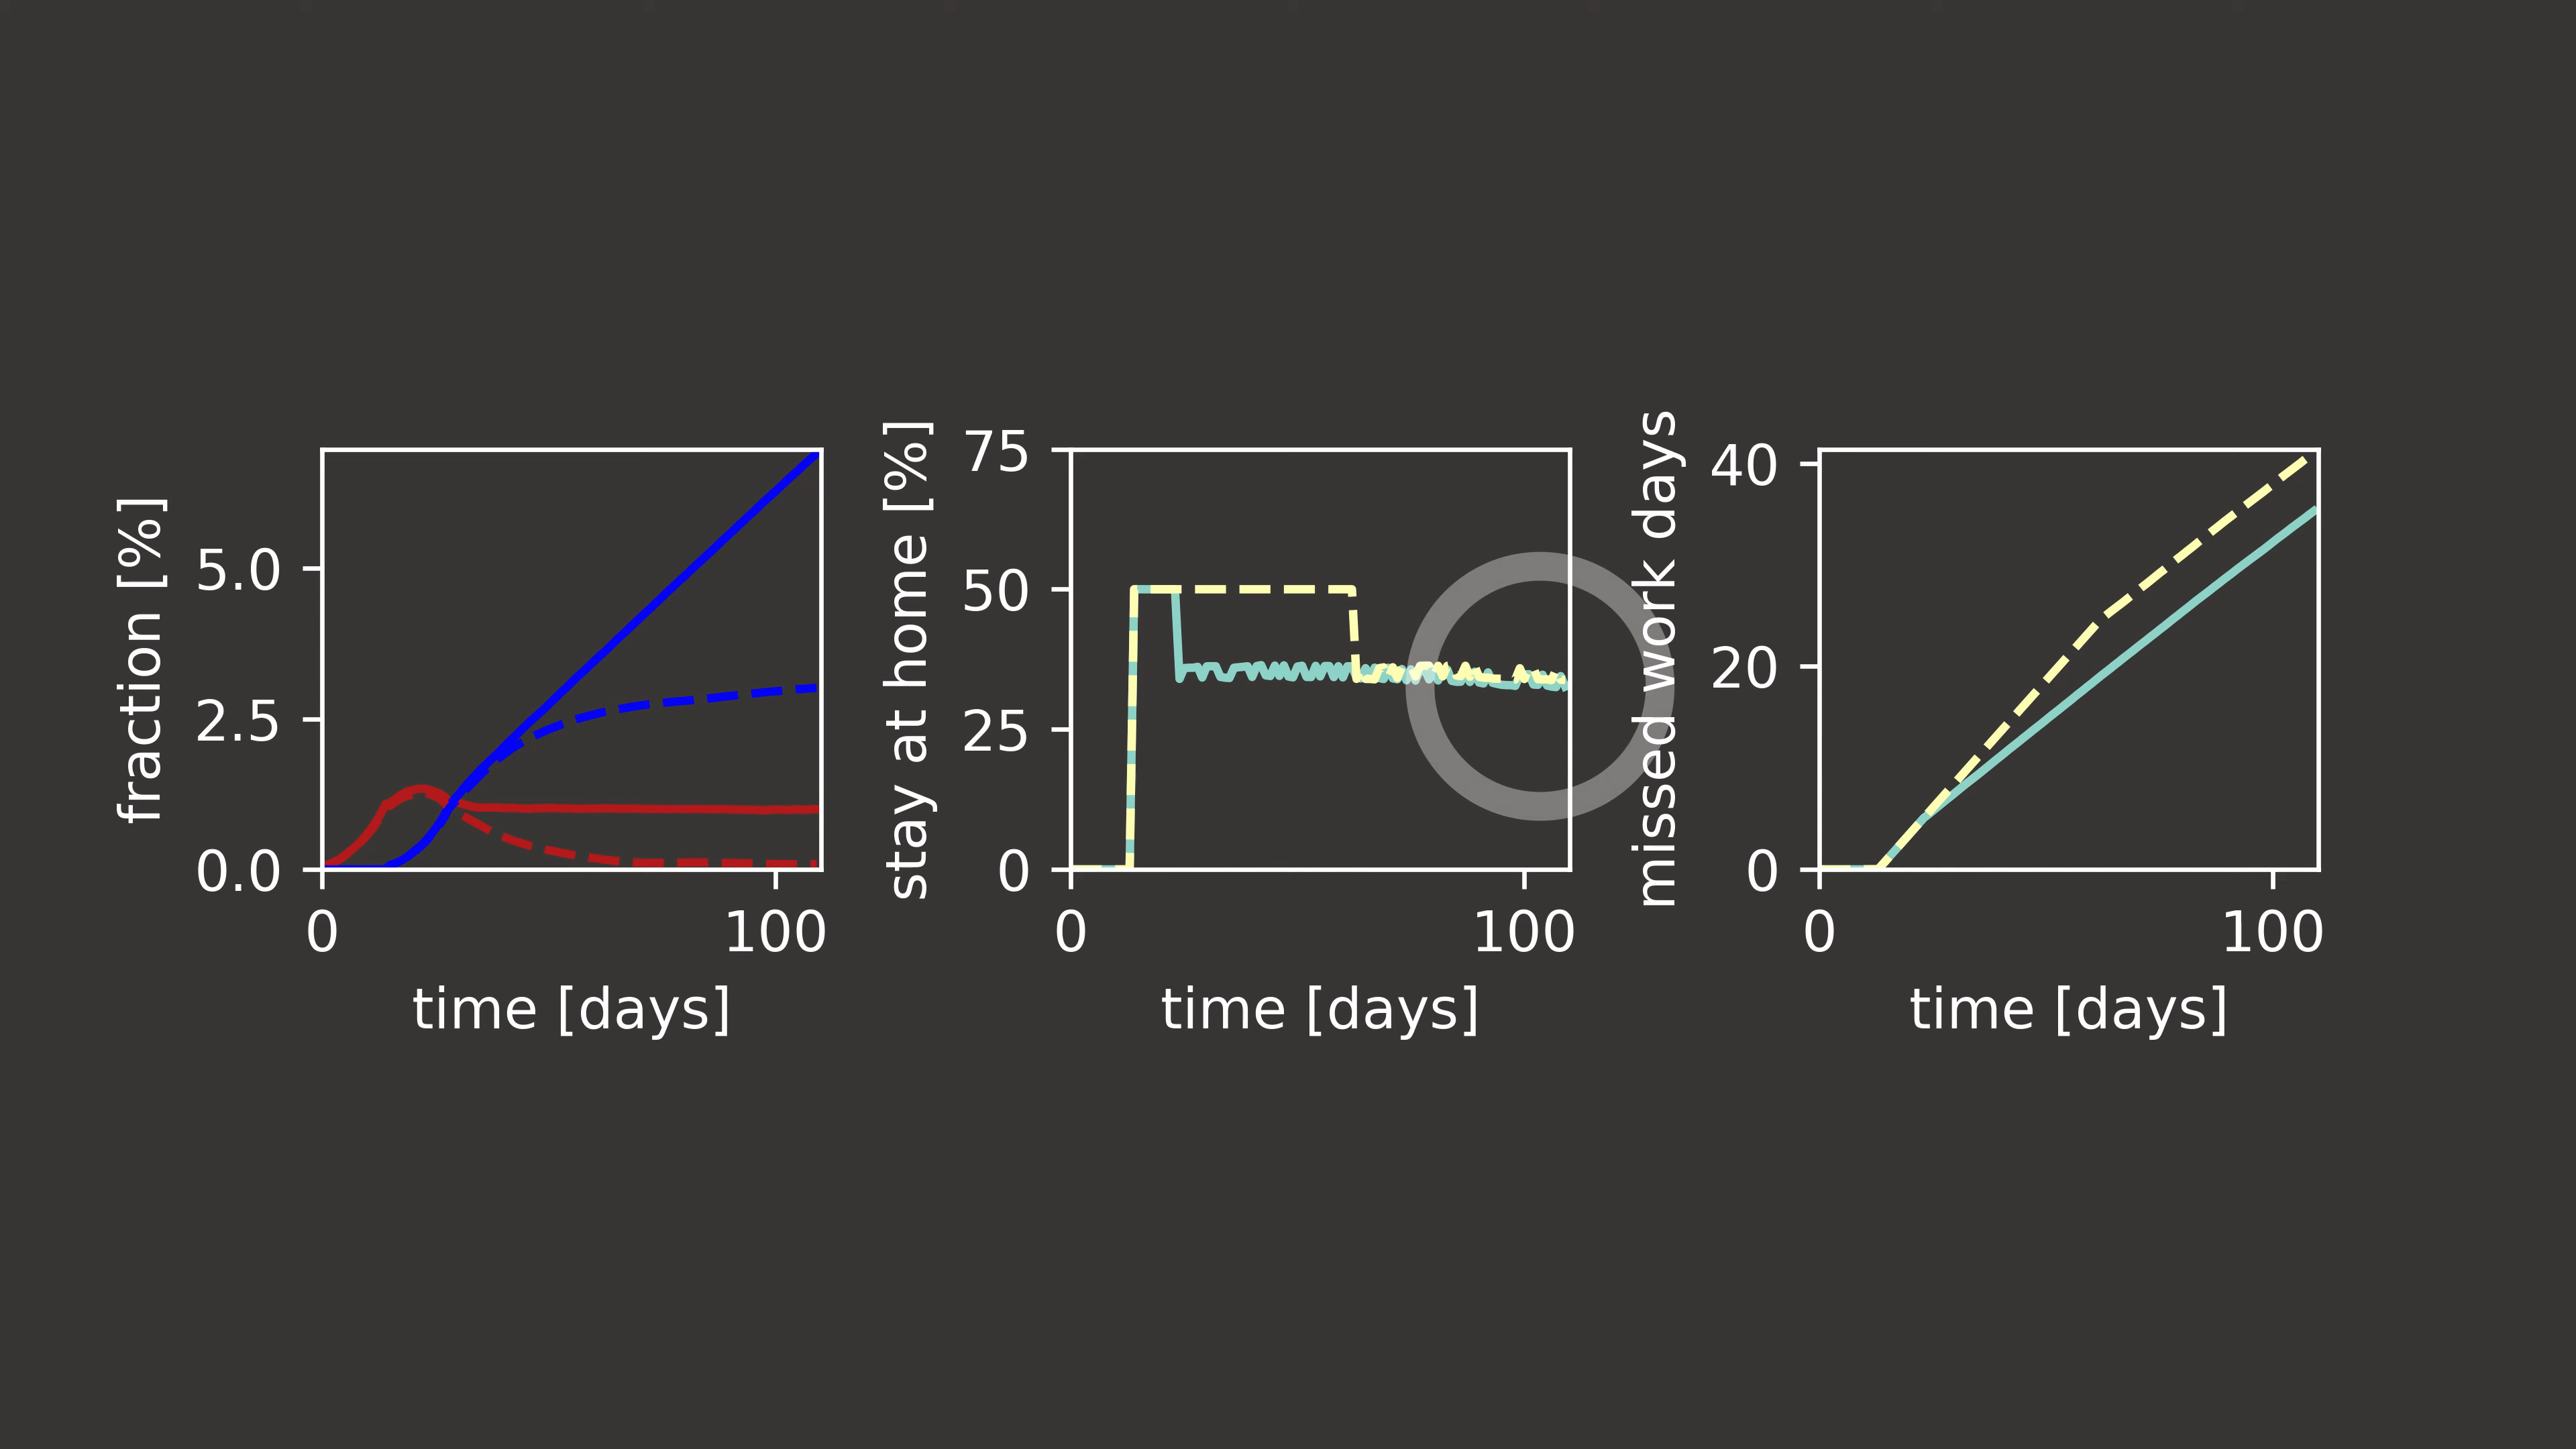 fraction [%]
5.0
2.5
0.0
0
100
time [days]
stay at home [%]
75
50
25
0
0
100
time [days]
missed work days
40
20
0
0
100
time [days]